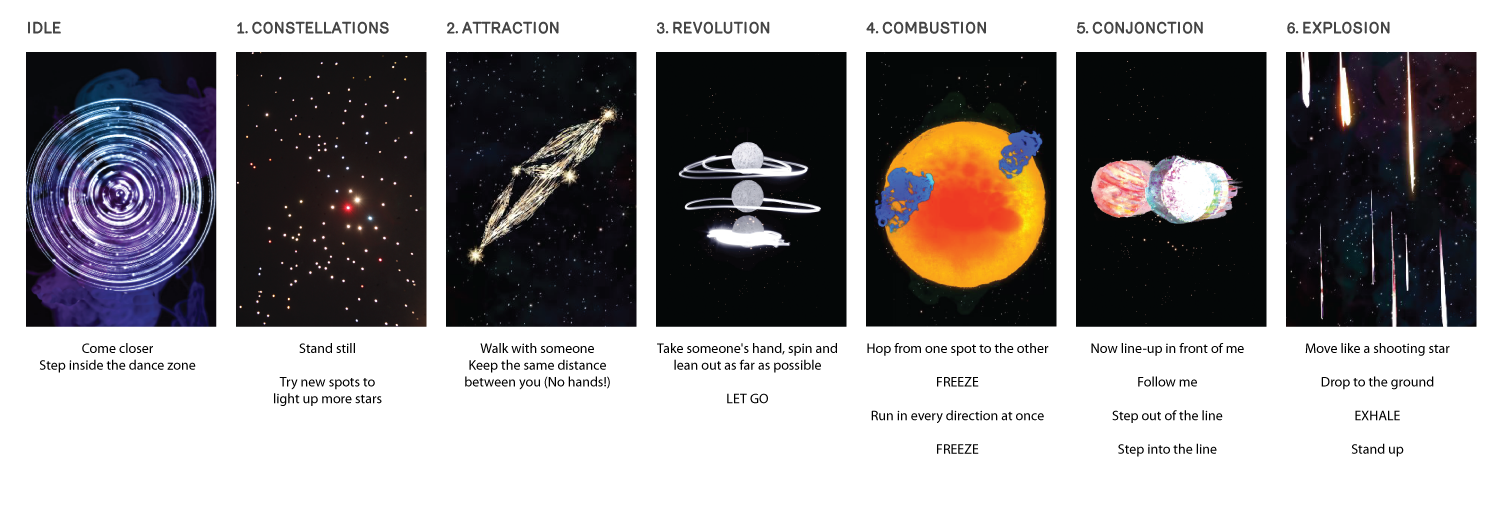 IDLE
Come closer
Step inside the dance zone
1. CONSTELLATIONS
Stand still
Try new spots to
light up more stars
2. ATTRACTION
Walk with someone
Keep the same distance
between you (No hands!)
3. REVOLUTION
Take someone's hand, spin and
lean out as far as possible
LET GO
4. COMBUSTION
Hop from one spot to the other
FREEZE
Run in every direction at once
FREEZE
5. CONJONCTION
Now line-up in front of me
Follow me
Step out of the line
Step into the line
6. EXPLOSION
Move like a shooting star
Drop to the ground
EXHALE
Stand up